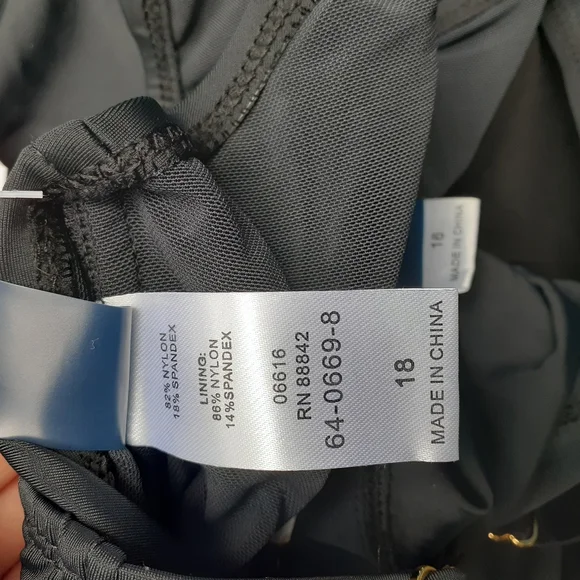 82% NYLON
18% SPANDEX
LINING:
86% NYLON
14%SPANDEX
06616
RN 88842
64-0669-8
18
MADE IN CHINA
16
MADE IN CHINA